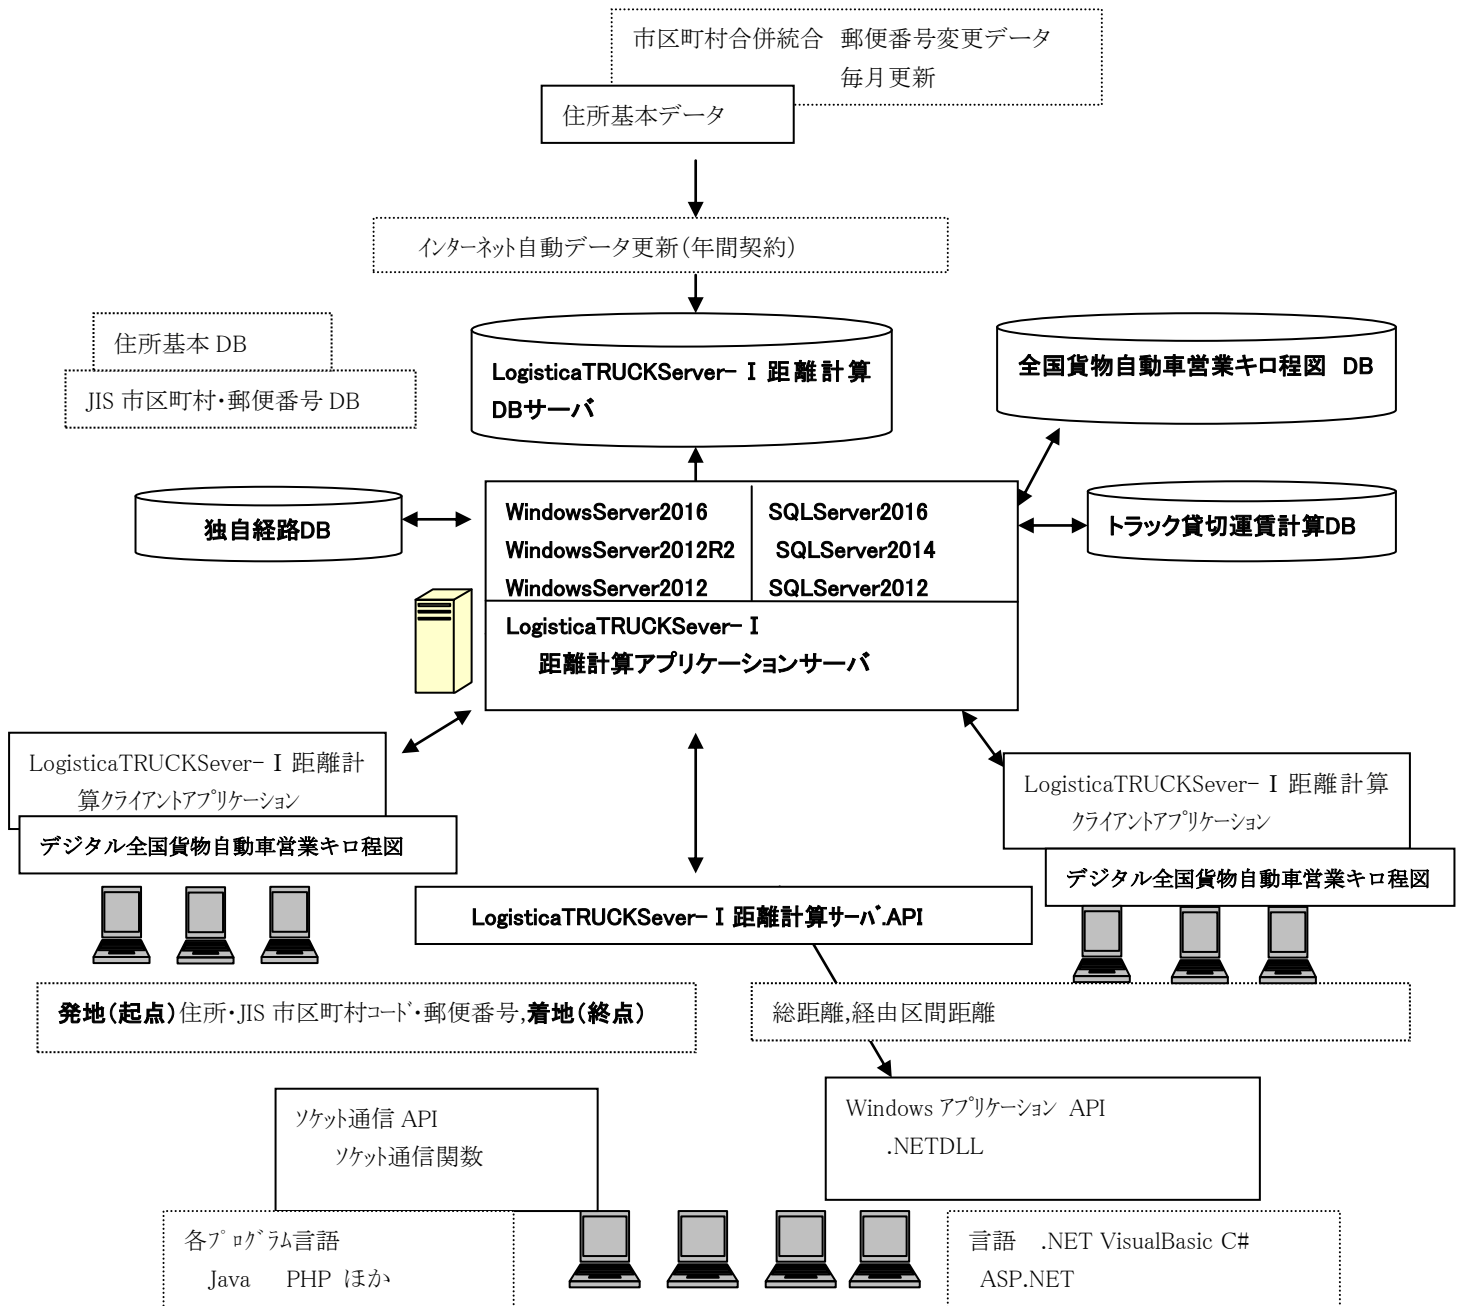 市区町村合併統合　郵便番号変更データ
毎月更新
住所基本データ
インターネット自動データ更新(年間契約)
住所基本 DB
JIS 市区町村・郵便番号 DB
LogisticaTRUCKServer-Ⅰ 距離計算
DBサーバ
全国貨物自動車営業キロ程図　DB
独自経路DB
WindowsServer2016
WindowsServer2012R2
WindowsServer2012
SQLServer2016
SQLServer2014
SQLServer2012
トラック貸切運賃計算DB
LogisticaTRUCKSever-Ⅰ
距離計算アプリケーションサーバ
LogisticaTRUCKSever-Ⅰ 距離計
算クライアントアプリケーション
デジタル全国貨物自動車営業キロ程図
LogisticaTRUCKSever-Ⅰ 距離計算
クライアントアプリケーション
デジタル全国貨物自動車営業キロ程図
LogisticaTRUCKSever-Ⅰ 距離計算サーバ.API
発地(起点)住所・JIS 市区町村コード・郵便番号,着地(終点)
総距離,経由区間距離
ソケット通信 API
ソケット通信関数
Windows アプリケーション API
.NETDLL
各プログラム言語
Java　PHP ほか
言語　.NET VisualBasic C#
ASP.NET